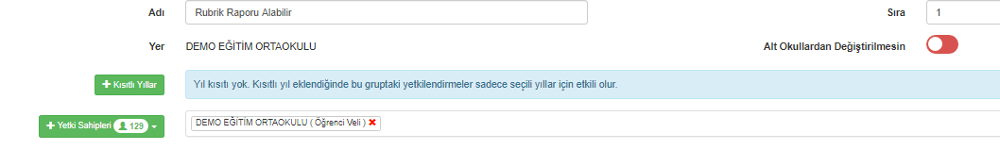 Adı Rubrik Raporu Alabilir Sıra 1
Yer DEMO EĞİTİM ORTAOKULU Alt Okullardan Değiştirilmesin
Kısıtlı Yıllar Yıl kısıtı yok. Kısıtlı yıl eklendiğinde bu gruptaki yetkilendirmeler sadece seçili yıllar için etkili olur.
Yetki Sahipleri 129 DEMO EĞİTİM ORTAOKULU ( Öğrenci Veli )